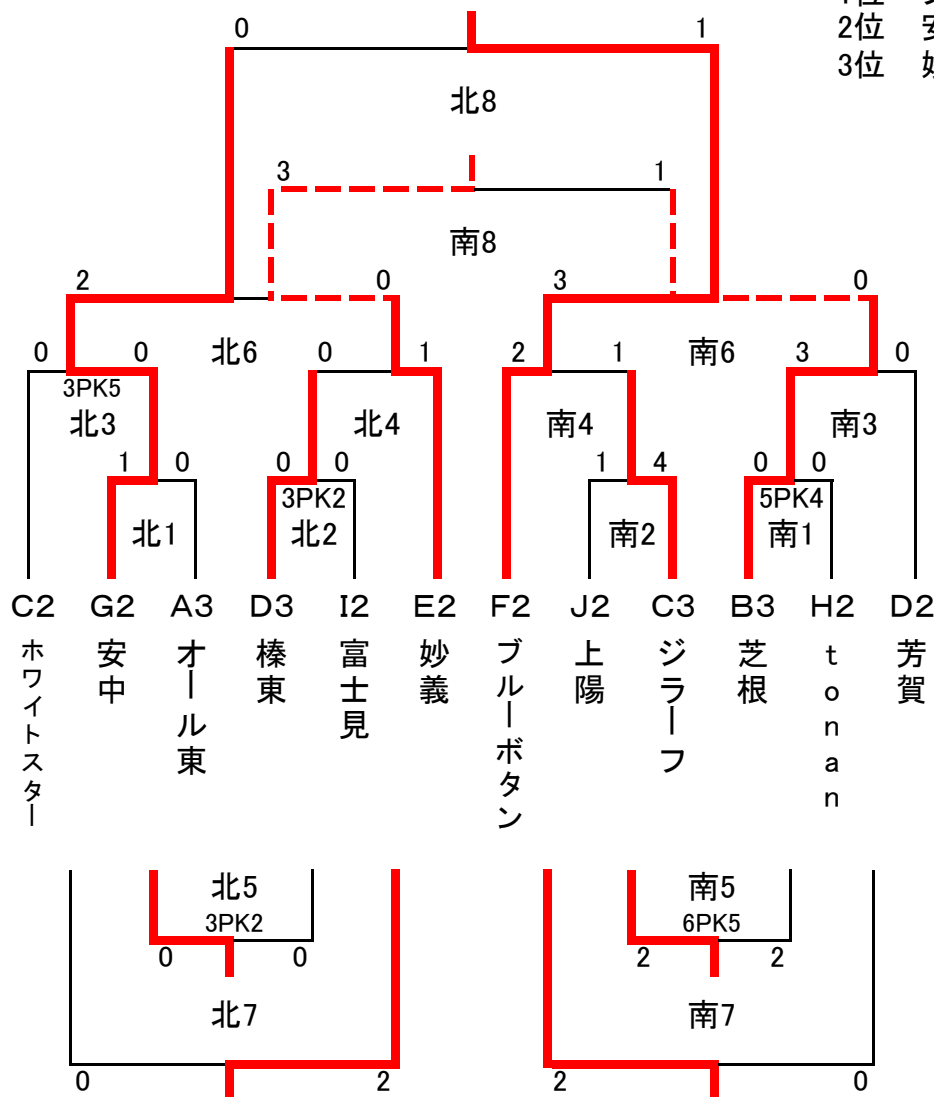 1位
2位 安
3位 妙
0 1
北8
3 1
南8
2 0 3 0
北6 南6
0 0 0 1 2 1 3 0
3PK5
北3 北4 南4 南3
1 0 0 0 1 4 0 0
3PK2 5PK4
北1 北2 南2 南1
C2 G2 A3 D3 I2 E2 F2 J2 C3 B3 H2 D2
ホワイトスター
安中
オール東
榛東
富士見
妙義
ブルーボタン
上陽
ジラーフ
芝根
tonan
芳賀
北5 南5
3PK2 6PK5
0 0 2 2
北7 南7
0 2 2 0